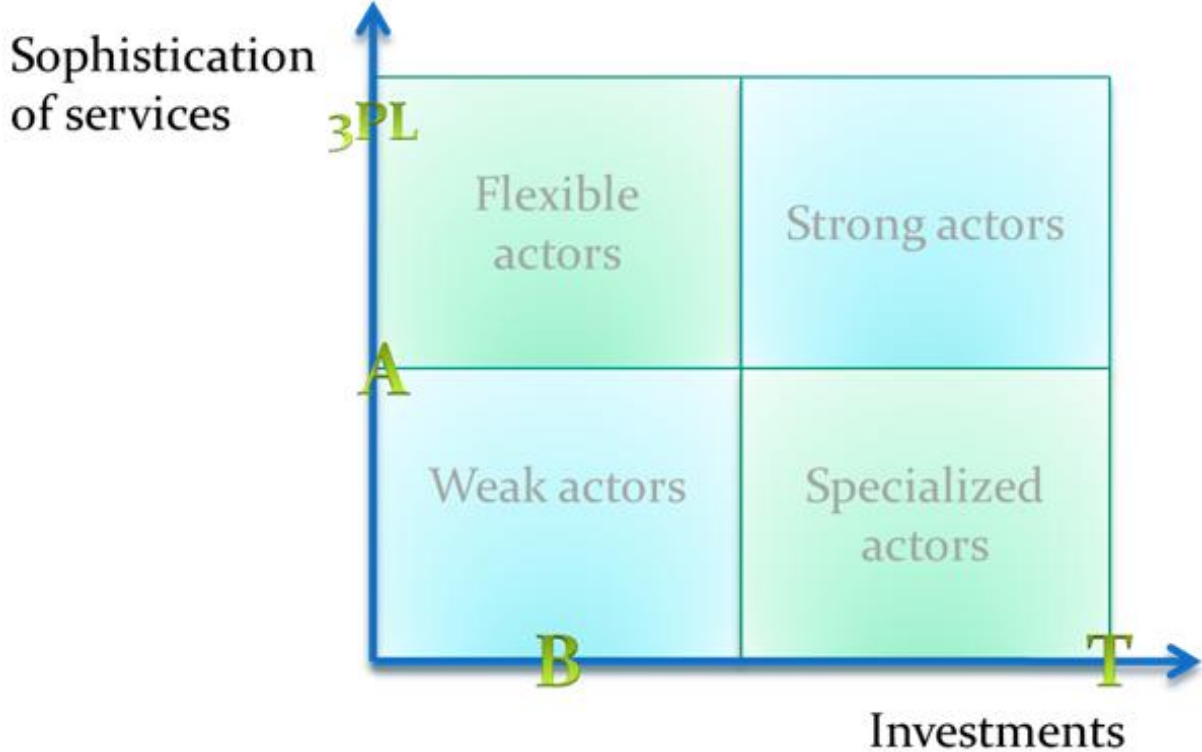 Sophistication
of services
3PL
Flexible
actors
Strong actors
A
Weak actors
Specialized
actors
B
T
Investments